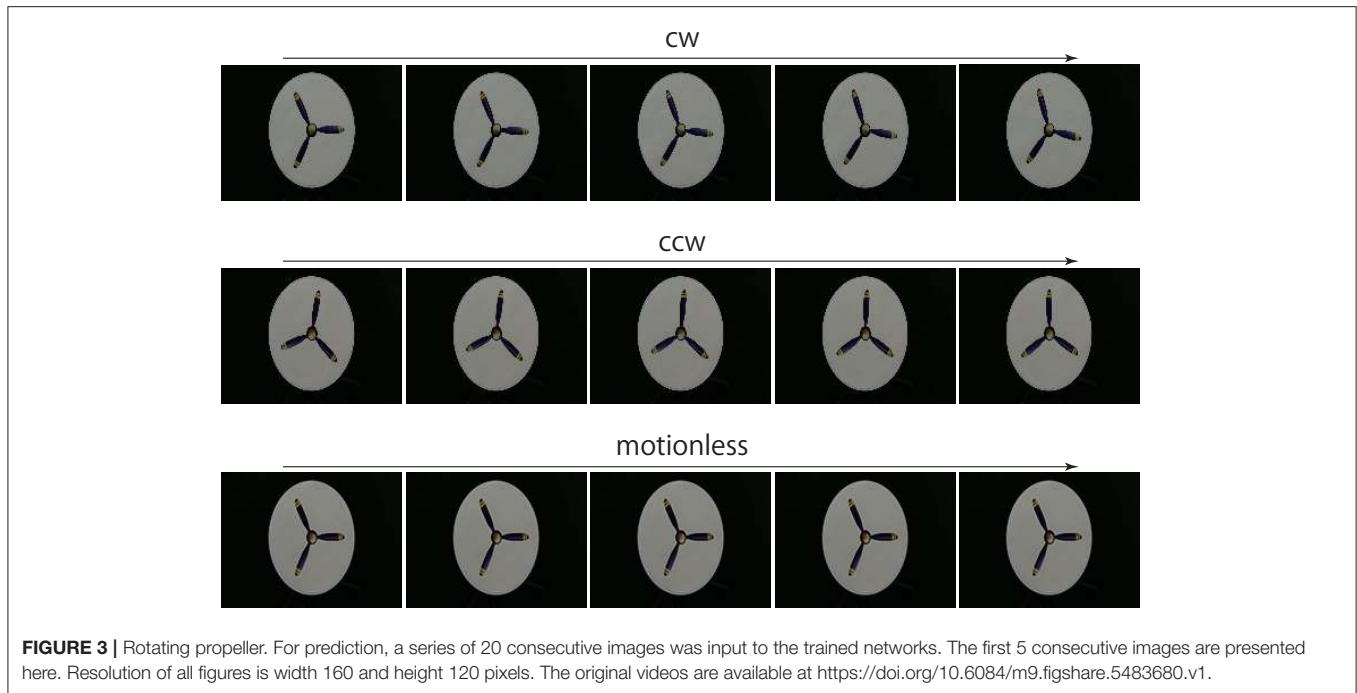 CW
CCW
motionless
FIGURE 3 | Rotating propeller. For prediction, a series of 20 consecutive images was input to the trained networks. The first 5 consecutive images are presented
here. Resolution of all figures is width 160 and height 120 pixels. The original videos are available at https://doi.org/10.6084/m9.figshare.5483680.v1.